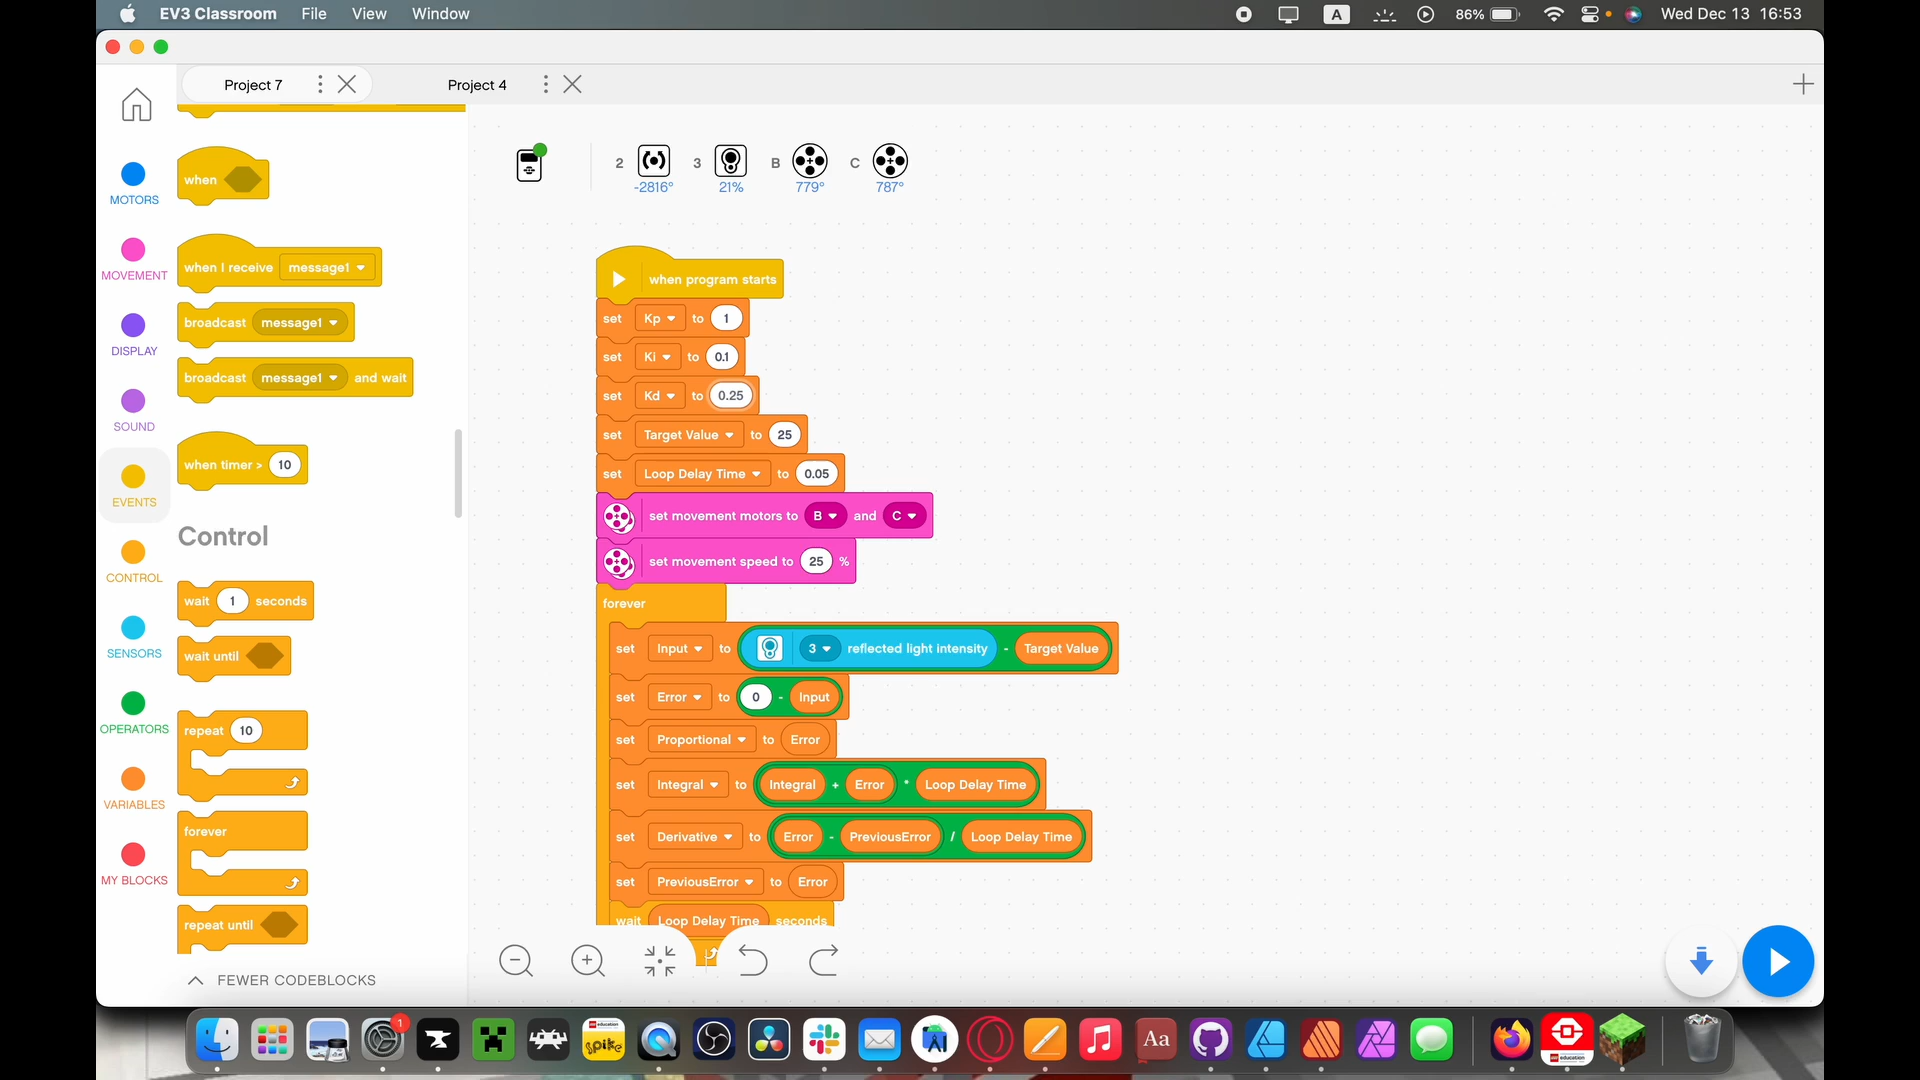 EV3 Classroom File View Window A 86% Wed Dec 13 16:53
Project 7 Project 4
MOTORS
MOVEMENT
DISPLAY
SOUND
EVENTS
CONTROL
SENSORS
OPERATORS
VARIABLES
MY BLOCKS
when
when I receive message1
broadcast message1
broadcast message1 and wait
when timer > 10
Control
wait 1 seconds
wait until
repeat 10
forever
repeat until
FEWER CODEBLOCKS
2 3 B C
-2816° 21% 779° 787°
when program starts
set Kp to 1
set Ki to 0.1
set Kd to 0.25
set Target Value to 25
set Loop Delay Time to 0.05
set movement motors to B and C
set movement speed to 25 %
forever
set Input to 3 reflected light intensity - Target Value
set Error to 0 - Input
set Proportional to Error
set Integral to Integral + Error * Loop Delay Time
set Derivative to Error - PreviousError / Loop Delay Time
set PreviousError to Error
wait Loop Delay Time seconds
1
education
spike
Aa
education